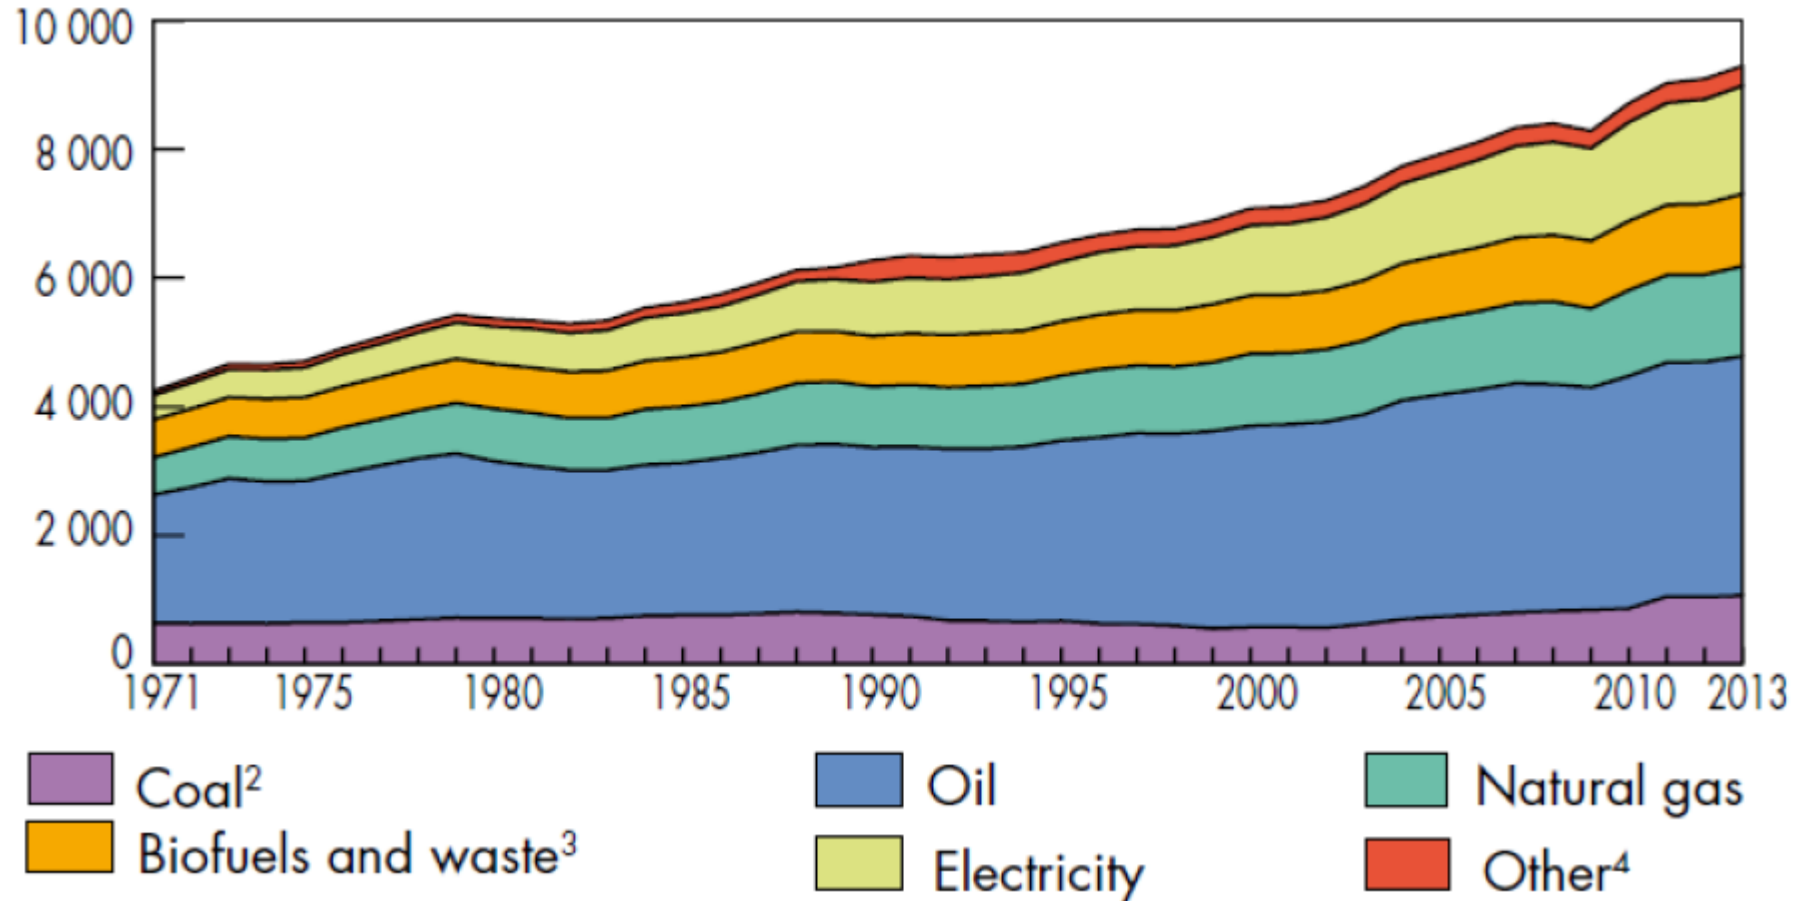 10 000
8 000
6 000
4 000
2 000
0
1971 1975 1980 1985 1990 1995 2000 2005 2010 2013
Coal² Oil Natural gas
Biofuels and waste³ Electricity Other⁴